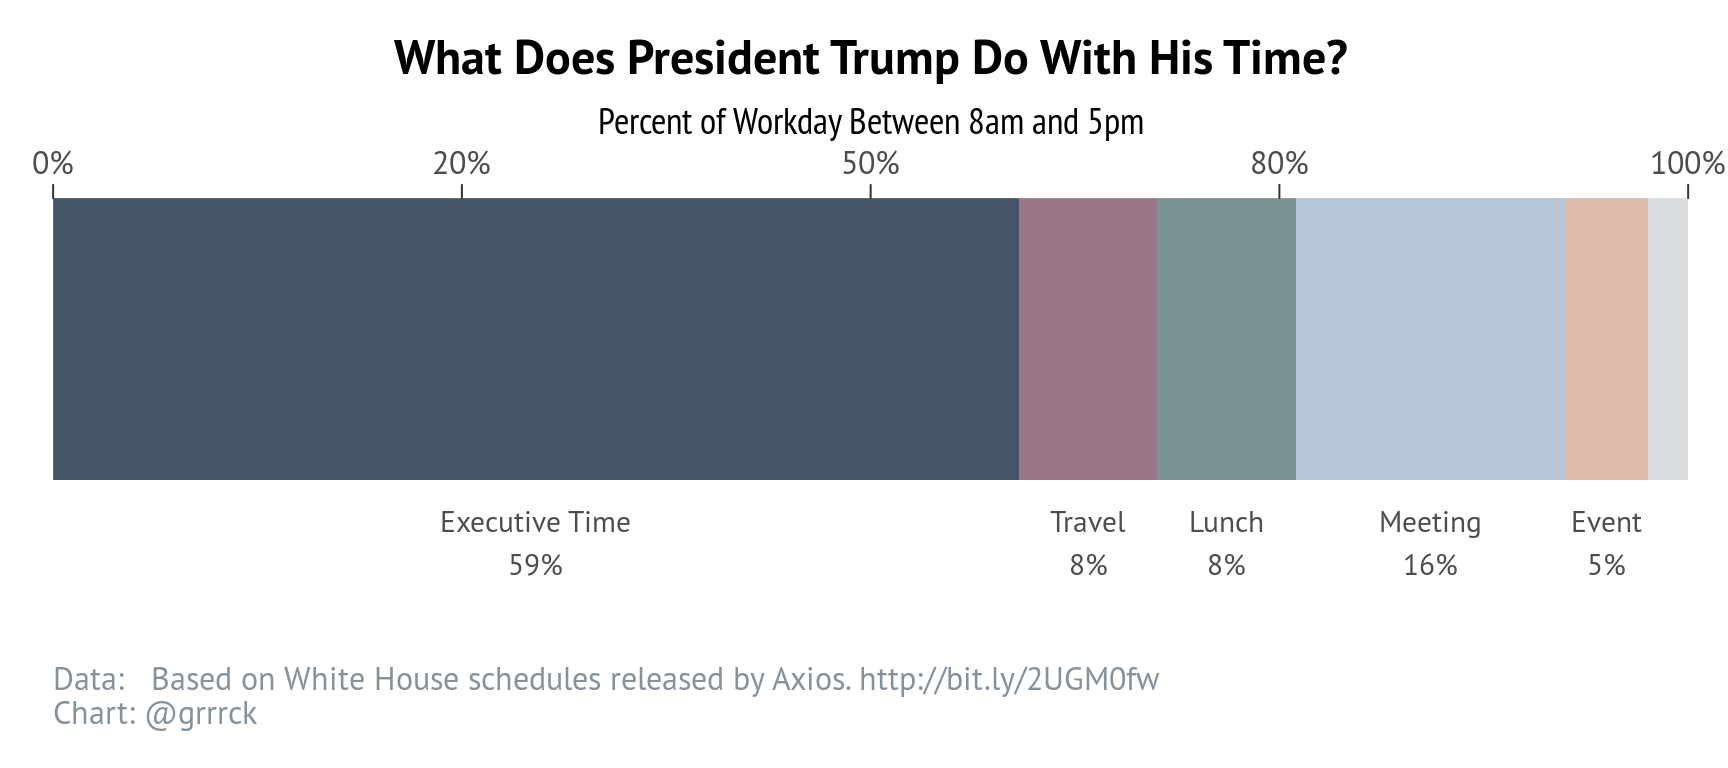 What Does President Trump Do With His Time?
Percent of Workday Between 8am and 5pm
0% 20% 50% 80% 100%
Executive Time Travel Lunch Meeting Event
59% 8% 8% 16% 5%
Data: Based on White House schedules released by Axios. http://bit.ly/2UGM0fw
Chart: @grrrck